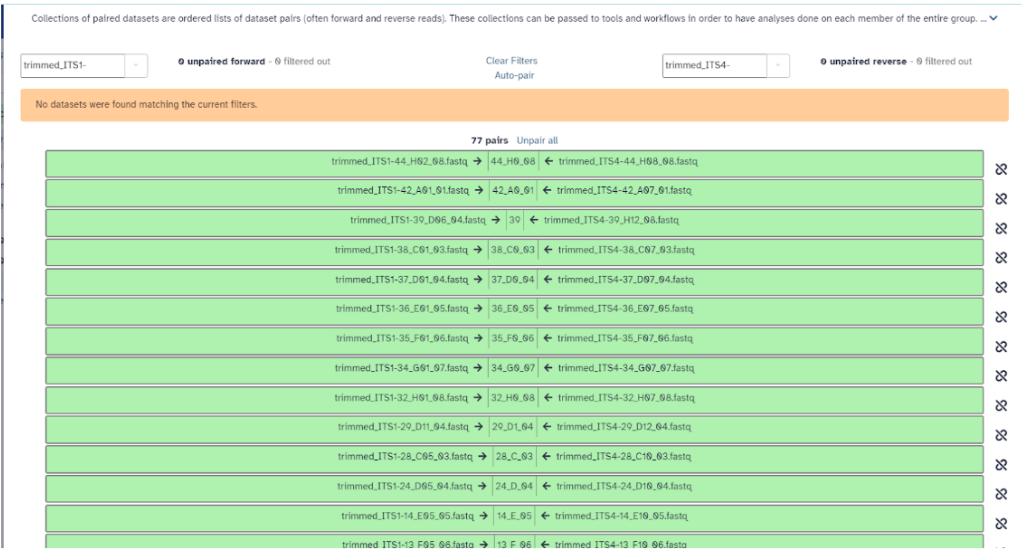 Collections of paired datasets are ordered lists of dataset pairs (often forward and reverse reads). These collections can be passed to tools and workflows in order to have analyses done on each member of the entire group. ...
trimmed_ITS1- 0 unpaired forward - 0 filtered out Clear Filters trimmed_ITS4- 0 unpaired reverse - 0 filtered out
Auto-pair
No datasets were found matching the current filters.
77 pairs Unpair all
trimmed_ITS1-44_H02_08.fastq → 44_H0_08 ← trimmed_ITS4-44_H08_08.fastq
trimmed_ITS1-42_A01_01.fastq → 42_A0_01 ← trimmed_ITS4-42_A07_01.fastq
trimmed_ITS1-39_D06_04.fastq → 39 ← trimmed_ITS4-39_H12_08.fastq
trimmed_ITS1-38_C01_03.fastq → 38_C0_03 ← trimmed_ITS4-38_C07_03.fastq
trimmed_ITS1-37_D01_04.fastq → 37_D0_04 ← trimmed_ITS4-37_D07_04.fastq
trimmed_ITS1-36_E01_05.fastq → 36_E0_05 ← trimmed_ITS4-36_E07_05.fastq
trimmed_ITS1-35_F01_06.fastq → 35_F0_06 ← trimmed_ITS4-35_F07_06.fastq
trimmed_ITS1-34_G01_07.fastq → 34_G0_07 ← trimmed_ITS4-34_G07_07.fastq
trimmed_ITS1-32_H01_08.fastq → 32_H0_08 ← trimmed_ITS4-32_H07_08.fastq
trimmed_ITS1-29_D11_04.fastq → 29_D1_04 ← trimmed_ITS4-29_D12_04.fastq
trimmed_ITS1-28_C05_03.fastq → 28_C_03 ← trimmed_ITS4-28_C10_03.fastq
trimmed_ITS1-24_D05_04.fastq → 24_D_04 ← trimmed_ITS4-24_D10_04.fastq
trimmed_ITS1-14_E05_05.fastq → 14_E_05 ← trimmed_ITS4-14_E10_05.fastq
trimmed_ITS1-13_F05_06.fastq → 13_F_06 ← trimmed_ITS4-13_F10_06.fastq